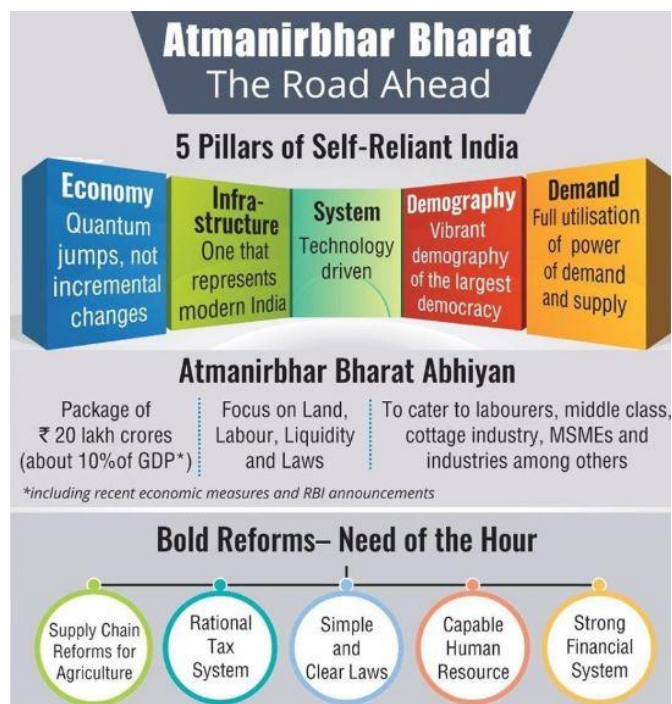 Atmanirbhar Bharat
The Road Ahead
5 Pillars of Self-Reliant India
Economy
Quantum
jumps, not
incremental
changes
Infra-
structure
One that
represents
modern India
System
Technology
driven
Demography
Vibrant
demography
of the largest
democracy
Demand
Full utilisation
of power
of demand
and supply
Atmanirbhar Bharat Abhiyan
Package of
₹ 20 lakh crores
(about 10%of GDP*)
Focus on Land,
Labour, Liquidity
and Laws
To cater to labourers, middle class,
cottage industry, MSMEs and
industries among others
*including recent economic measures and RBI announcements
Bold Reforms– Need of the Hour
Supply Chain
Reforms for
Agriculture
Rational
Tax
System
Simple
and
Clear Laws
Capable
Human
Resource
Strong
Financial
System